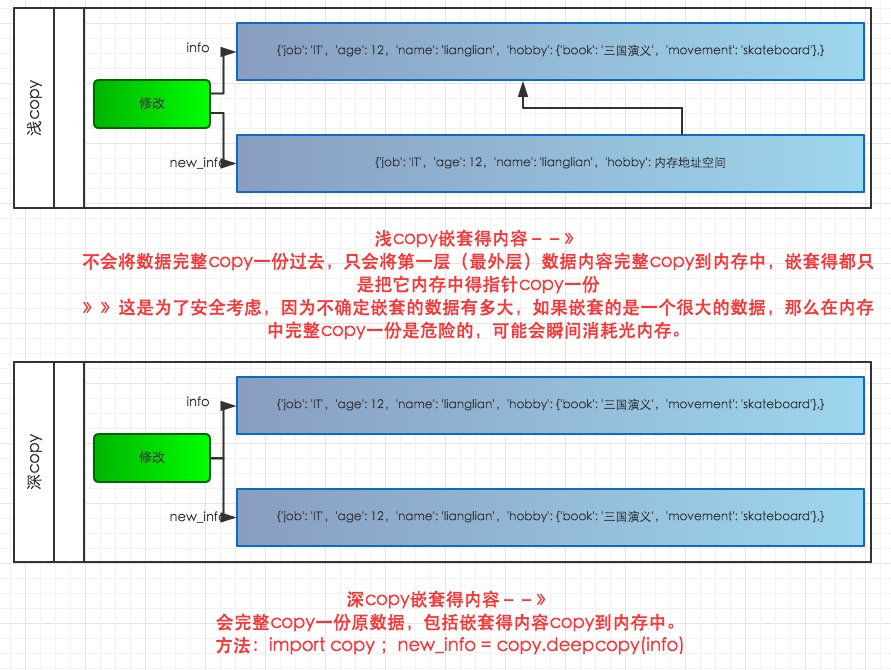 浅copy
info
{'job': 'IT', 'age': 12, 'name': 'lianglian', 'hobby': {'book': '三国演义', 'movement': 'skateboard'},}
修改
new_info
{'job': 'IT', 'age': 12, 'name': 'lianglian', 'hobby': 内存地址空间
浅copy嵌套得内容－－》
不会将数据完整copy一份过去，只会将第一层（最外层）数据内容完整copy到内存中，嵌套得都只
是把它内存中得指针copy一份
》》这是为了安全考虑，因为不确定嵌套的数据有多大，如果嵌套的是一个很大的数据，那么在内存
中完整copy一份是危险的，可能会瞬间消耗光内存。
深copy
info
{'job': 'IT', 'age': 12, 'name': 'lianglian', 'hobby': {'book': '三国演义', 'movement': 'skateboard'},}
修改
new_info
{'job': 'IT', 'age': 12, 'name': 'lianglian', 'hobby': {'book': '三国演义', 'movement': 'skateboard'},}
深copy嵌套得内容－－》
会完整copy一份原数据，包括嵌套得内容copy到内存中。
方法：import copy ；new_info = copy.deepcopy(info)